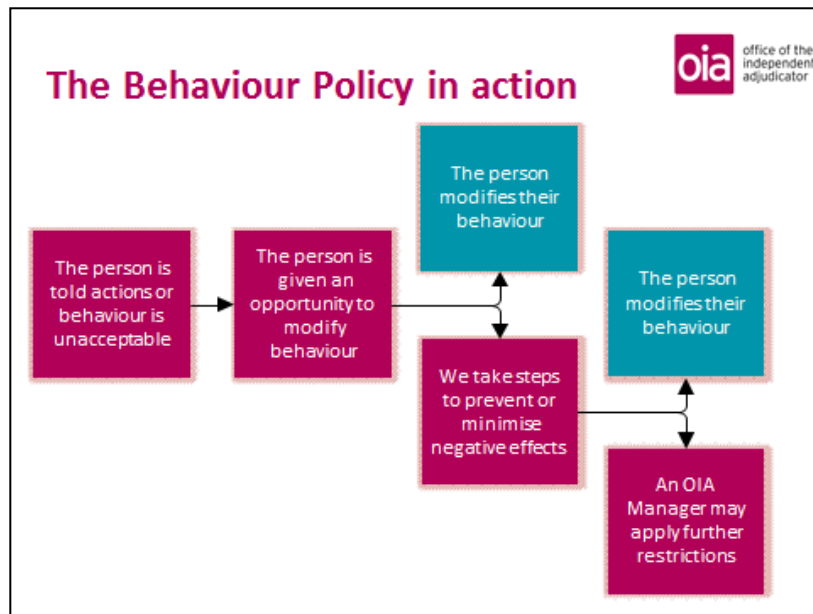 The Behaviour Policy in action
oia
office of the
independent
adjudicator
The person is
told actions or
behaviour is
unacceptable
The person is
given an
opportunity to
modify
behaviour
The person
modifies their
behaviour
We take steps
to prevent or
minimise
negative effects
The person
modifies their
behaviour
An OIA
Manager may
apply further
restrictions